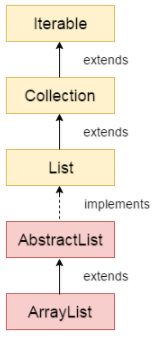 Iterable
extends
Collection
extends
List
implements
AbstractList
extends
ArrayList